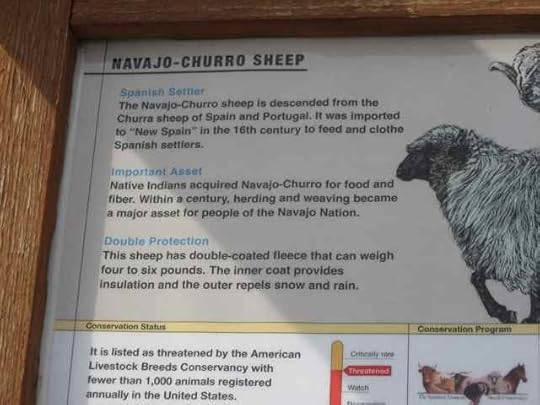 NAVAJO-CHURRO SHEEP
Spanish Settler
The Navajo-Churro sheep is descended from the
Churra sheep of Spain and Portugal. It was imported
to "New Spain" in the 16th century to feed and clothe
Spanish settlers.
Important Asset
Native Indians acquired Navajo-Churro for food and
fiber. Within a century, herding and weaving became
a major asset for people of the Navajo Nation.
Double Protection
This sheep has double-coated fleece that can weigh
four to six pounds. The inner coat provides
insulation and the outer repels snow and rain.
Conservation Status
Conservation Program
It is listed as threatened by the American
Livestock Breeds Conservancy with
fewer than 1,000 animals registered
annually in the United States.
Critically rare
Threatened
Watch